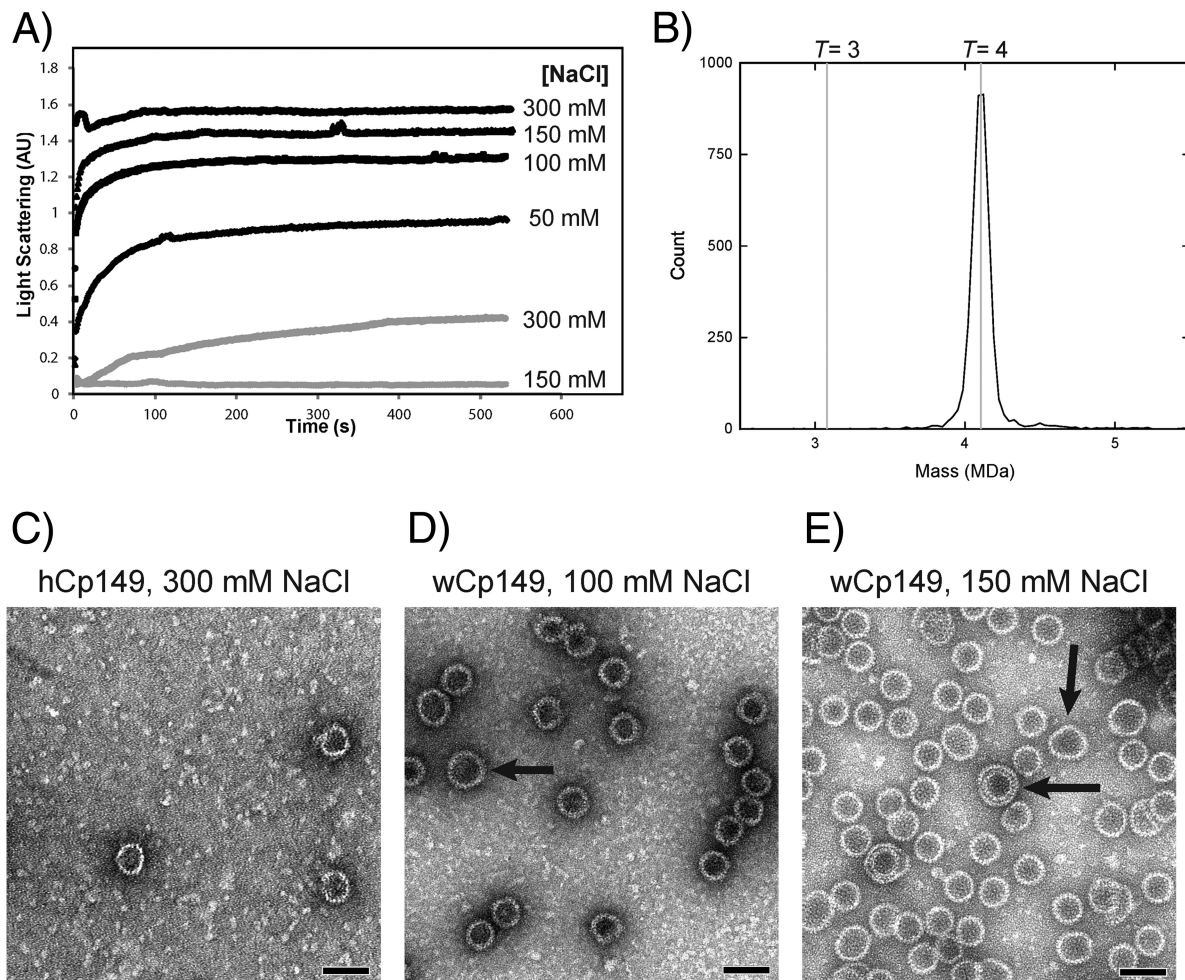 A)
[NaCl]
300 mM
150 mM
100 mM
50 mM
300 mM
150 mM
Light Scattering (AU)
1.8
1.6
1.4
1.2
1
0.8
0.6
0.4
0.2
0
0 100 200 300 400 500 600
Time (s)
B)
T= 3 T= 4
1000
750
500
250
0
Count
3 4 5
Mass (MDa)
C)
hCp149, 300 mM NaCl
D)
wCp149, 100 mM NaCl
E)
wCp149, 150 mM NaCl